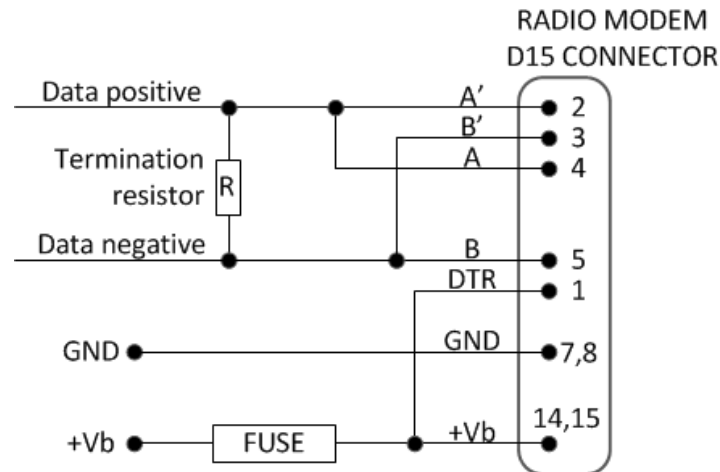 RADIO MODEM
D15 CONNECTOR
Data positive
A’
2
B’
3
Termination
resistor
R
A
4
Data negative
B
5
DTR
1
GND
GND
7,8
+Vb
FUSE
+Vb
14,15